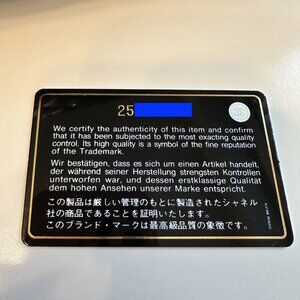 25
We certify the authenticity of this item and confirm
that it has been subjected to the most exacting quality
control. Its high quality is a symbol of the fine reputation
of the Trademark.
Wir bestätigen, dass es sich um einen Artikel handelt,
der während seiner Herstellung strengsten Kontrollen
unterworfen war, und dessen erstklassige Qualität
dem hohen Ansehen unserer Marke entspricht.
この製品は厳しい管理のもとに製造されたシャネル
社の商品であることを証明いたします。
このブランド・マークは最高級品質の象徴です。